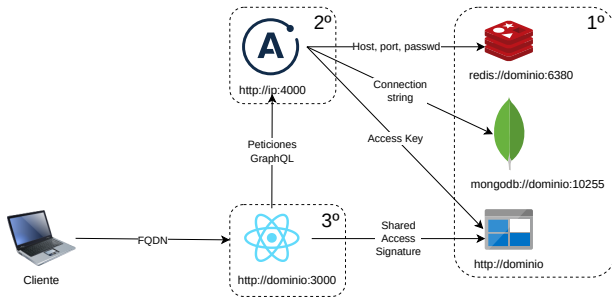 2º
1º
Host, port, passwd
redis://dominio:6380
http://ip:4000
Connection
string
Peticiones
GraphQL
Access Key
mongodb://dominio:10255
3º
FQDN
Shared
Access
Signature
http://dominio
Cliente
http://dominio:3000